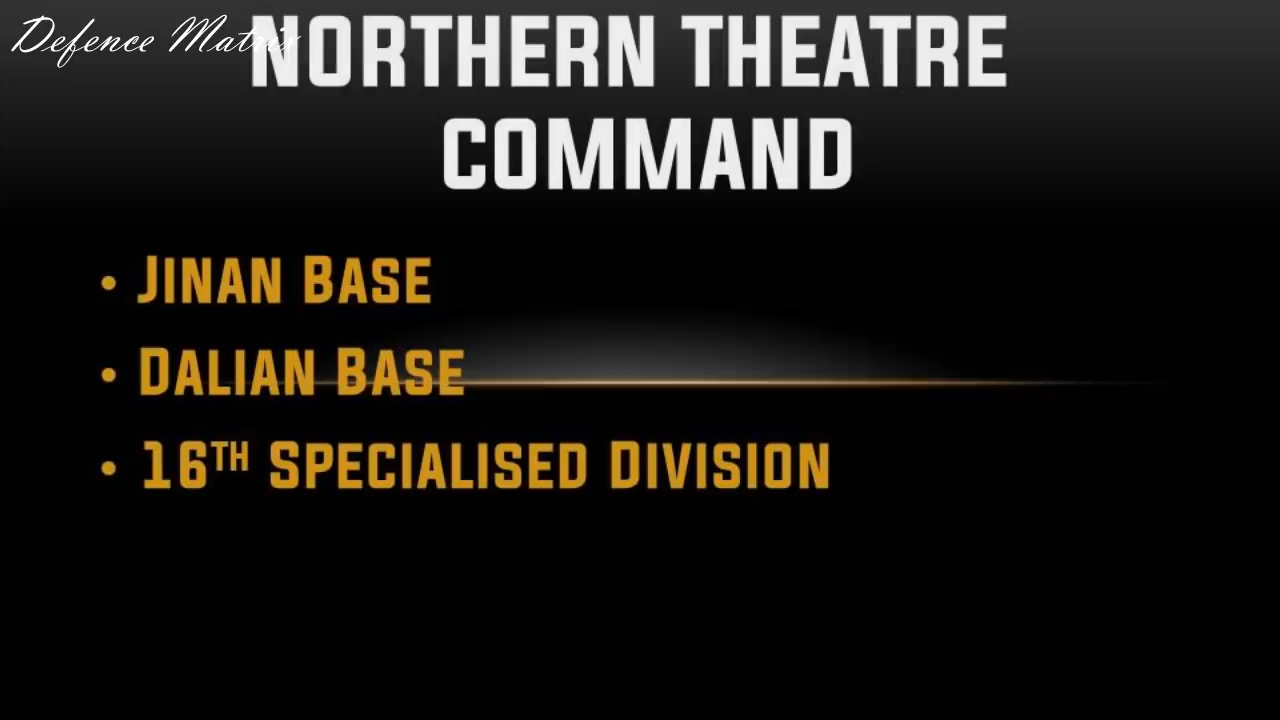 Defence Matrix
NORTHERN THEATRE
COMMAND
• JINAN BASE
• DALIAN BASE
• 16TH SPECIALISED DIVISION